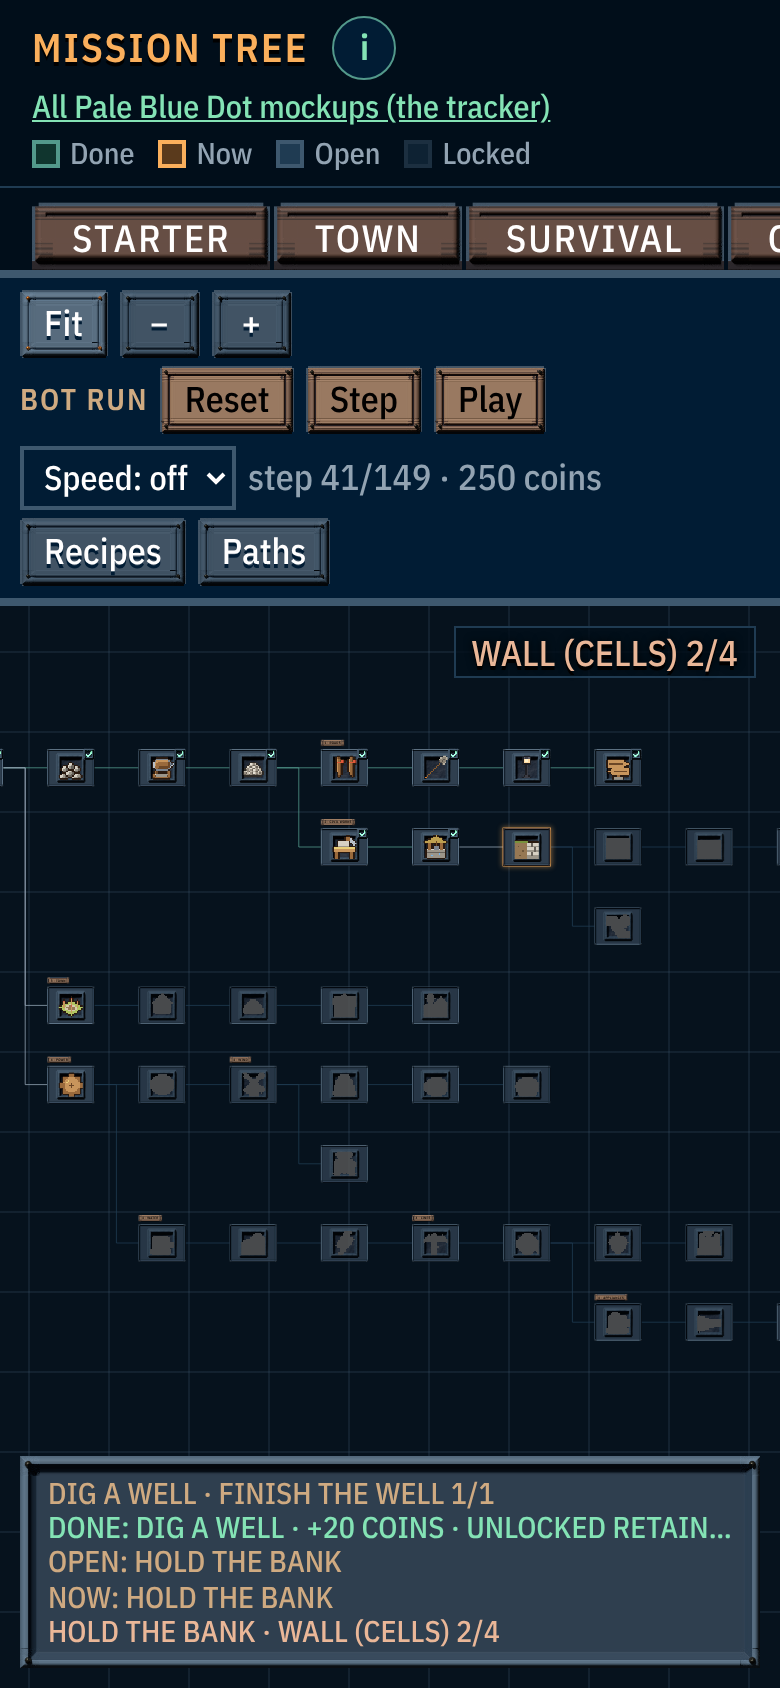 MISSION TREE i
All Pale Blue Dot mockups (the tracker)
Done Now Open Locked
STARTER TOWN SURVIVAL
Fit − +
BOT RUN Reset Step Play
Speed: off step 41/149 · 250 coins
Recipes Paths
WALL (CELLS) 2/4
DIG A WELL · FINISH THE WELL 1/1
DONE: DIG A WELL · +20 COINS · UNLOCKED RETAIN...
OPEN: HOLD THE BANK
NOW: HOLD THE BANK
HOLD THE BANK · WALL (CELLS) 2/4